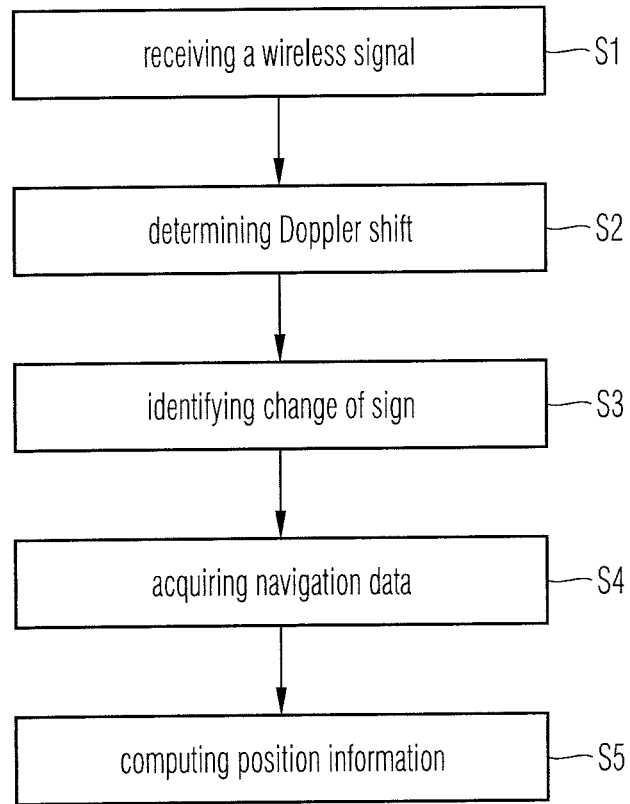 receiving a wireless signal S1
determining Doppler shift S2
identifying change of sign S3
acquiring navigation data S4
computing position information S5